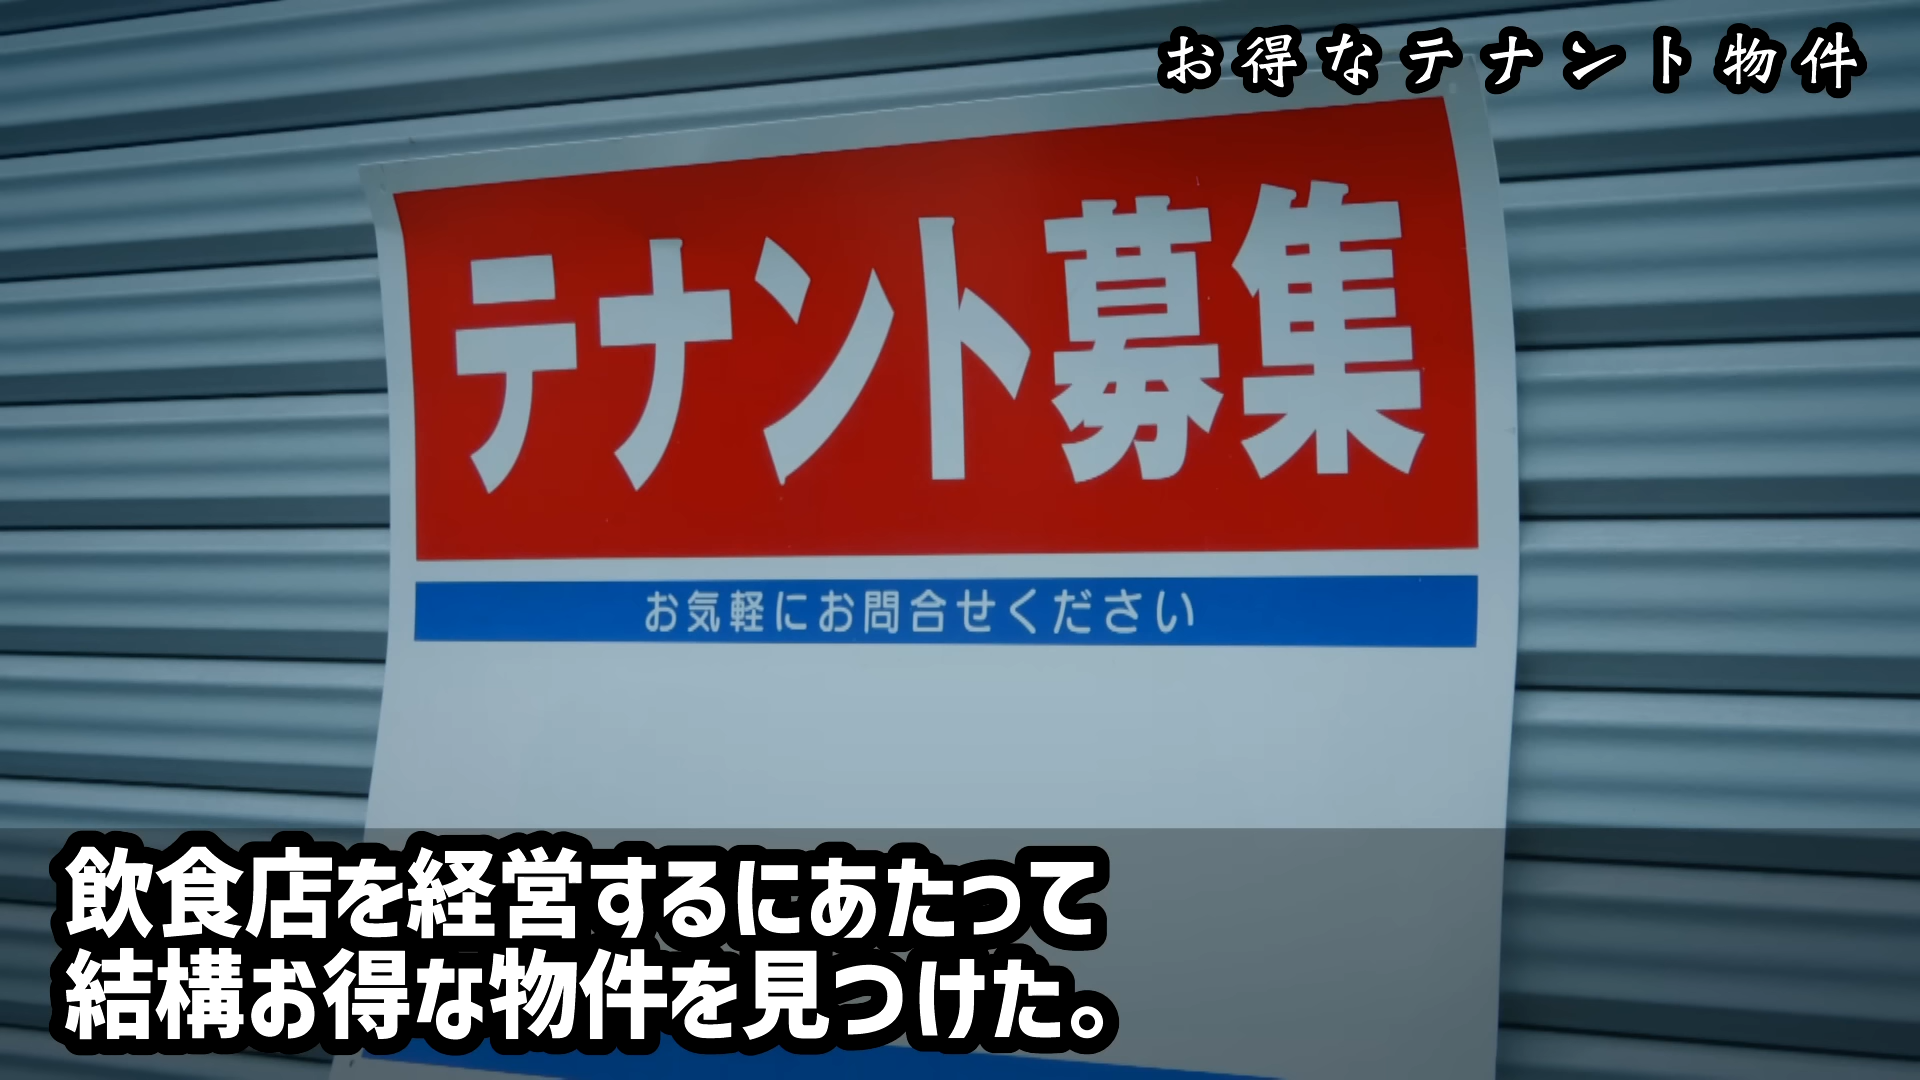 お得なテナント物件
テナント募集
お気軽にお問合せください
飲食店を経営するにあたって
結構お得な物件を見つけた。